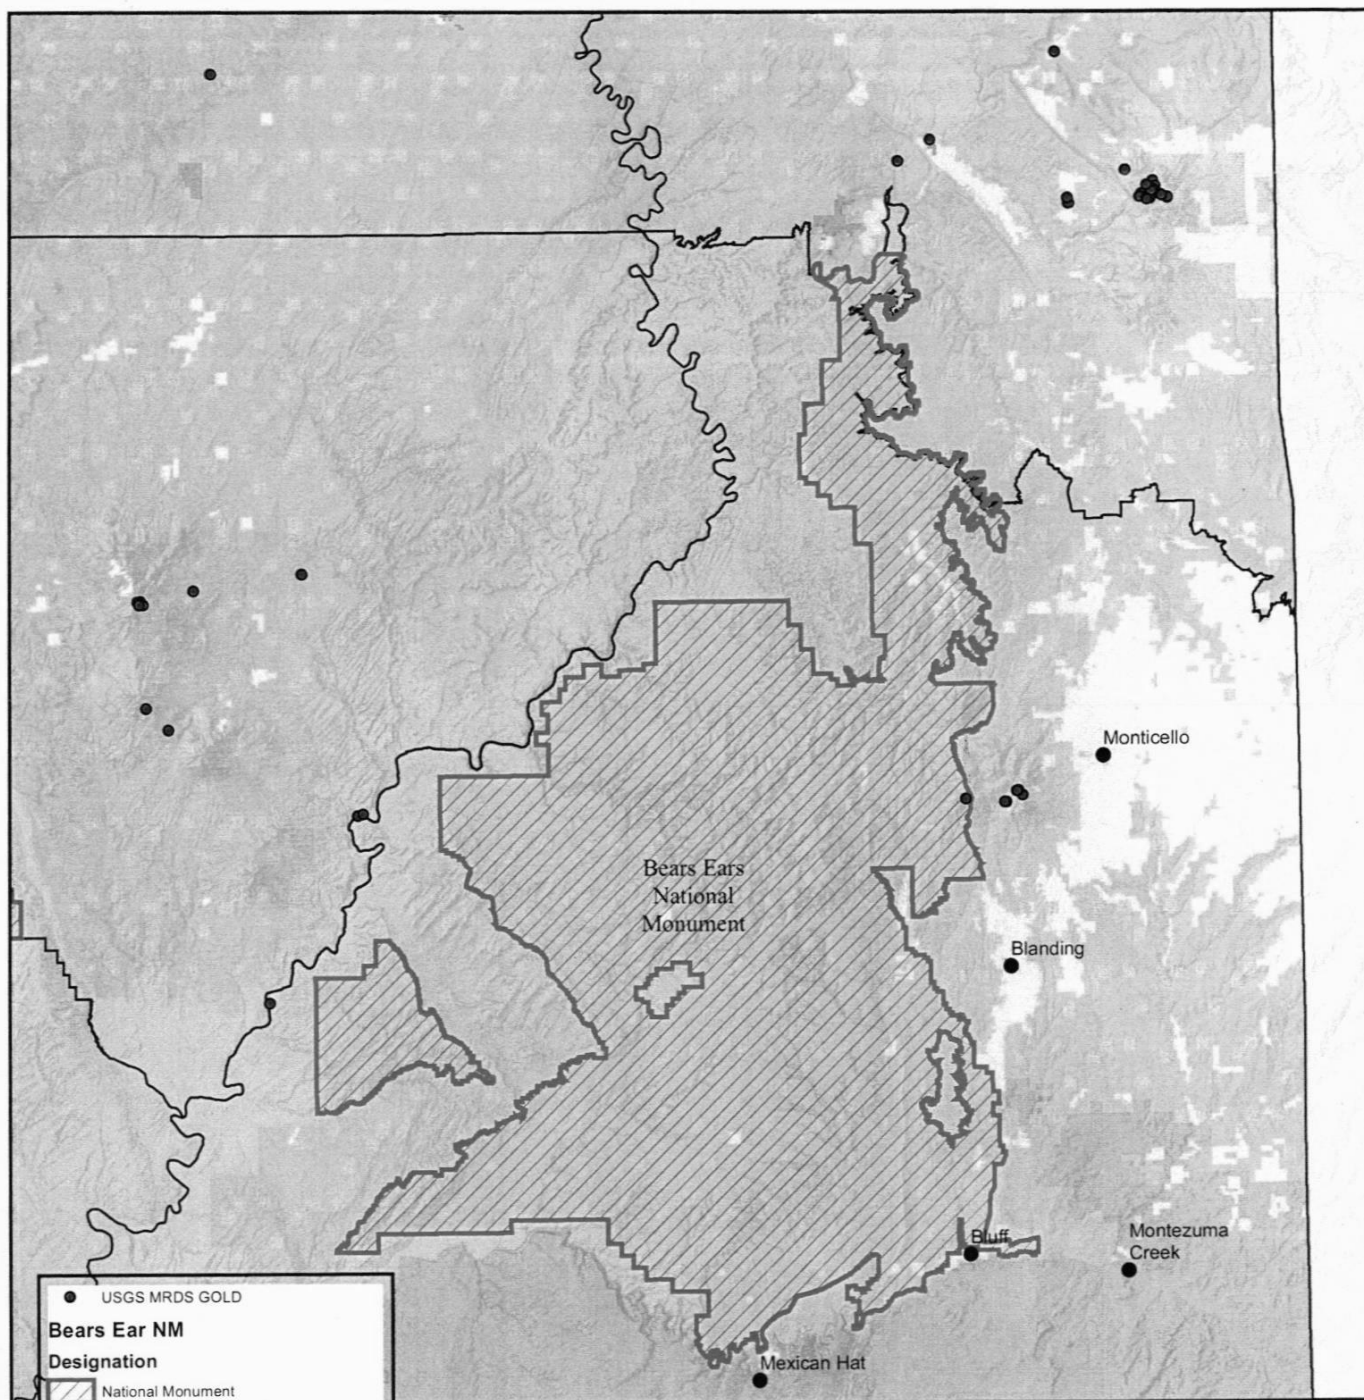 Monticello
Bears Ears
National
Monument
Blanding
Bluff
Montezuma
Creek
Mexican Hat
USGS MRDS GOLD
Bears Ear NM
Designation
National Monument